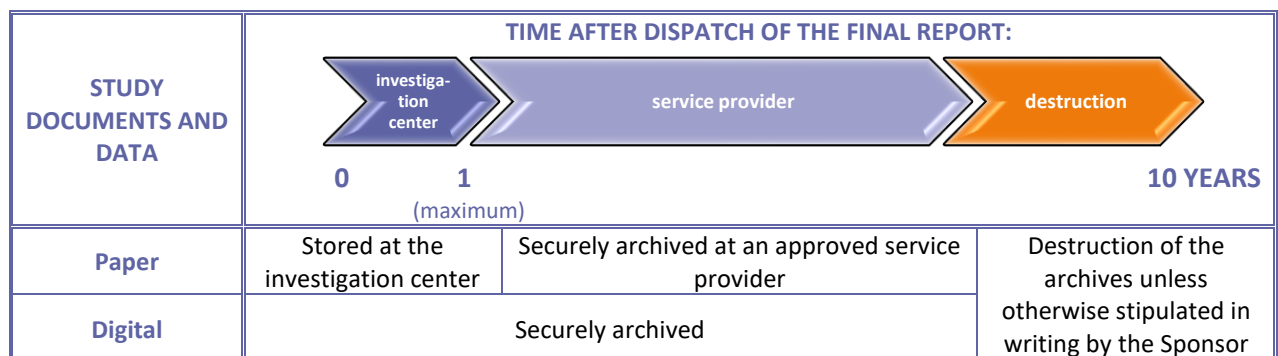 TIME AFTER DISPATCH OF THE FINAL REPORT:
STUDY
DOCUMENTS AND
DATA
investiga-
tion
center
service provider
destruction
0
1
10 YEARS
(maximum)
Paper
Stored at the
investigation center
Securely archived at an approved service
provider
Destruction of the
archives unless
otherwise stipulated in
writing by the Sponsor
Digital
Securely archived